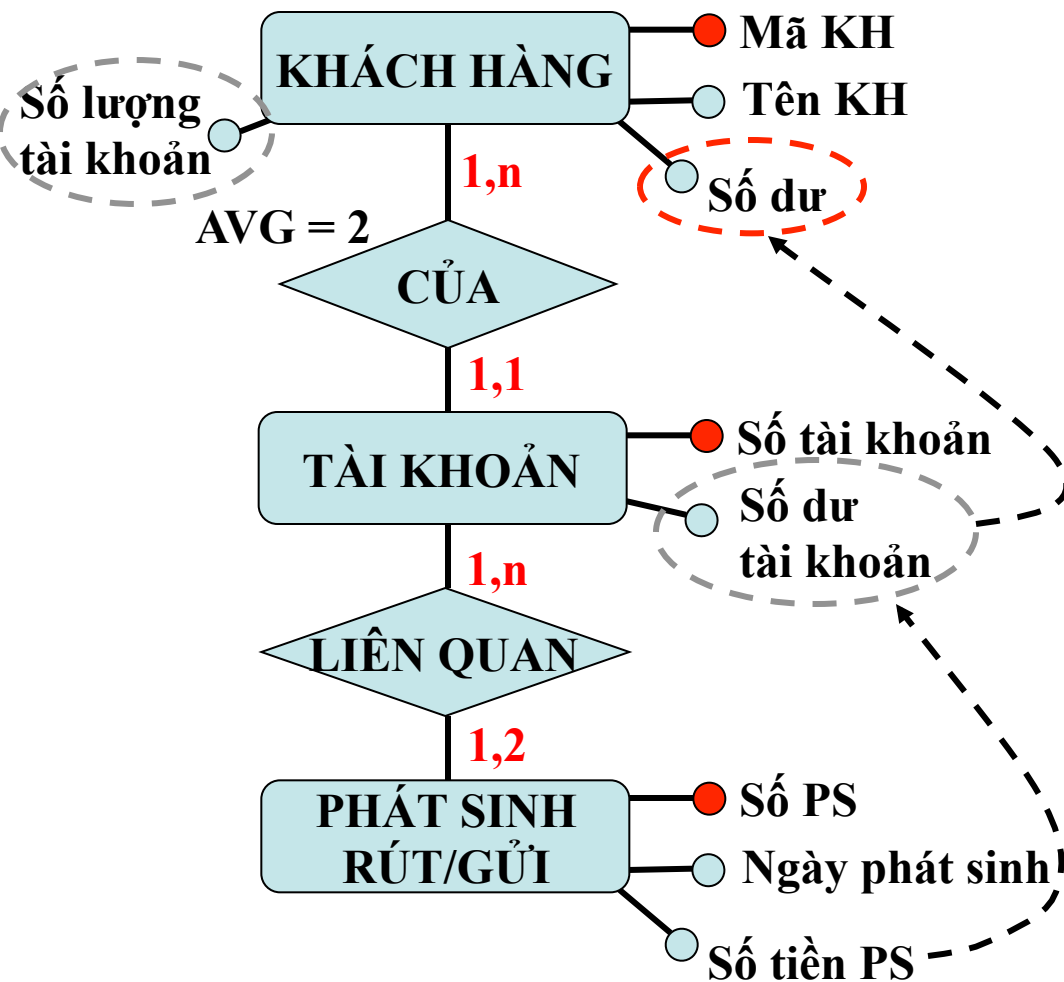 KHÁCH HÀNG
Mã KH
Tên KH
Số dư
Số lượng
tài khoản
1,n
AVG = 2
CỦA
1,1
TÀI KHOẢN
Số tài khoản
Số dư
tài khoản
1,n
LIÊN QUAN
1,2
PHÁT SINH
RÚT/GỬI
Số PS
Ngày phát sinh
Số tiền PS